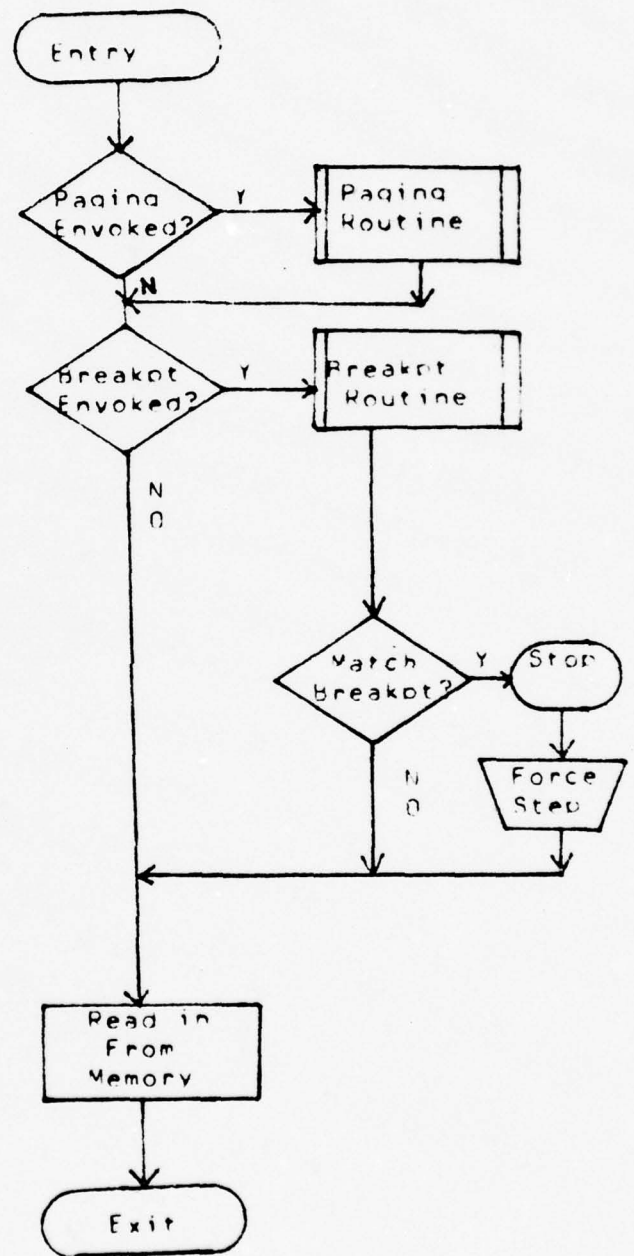 Entry
Paging
Envoked?
Y
Paging
Routine
N
Breakpt
Envoked?
Y
Breakpt
Routine
N
O
Match
Breakpt?
Y
Stop
N
O
Force
Step
Read in
From
Memory
Exit